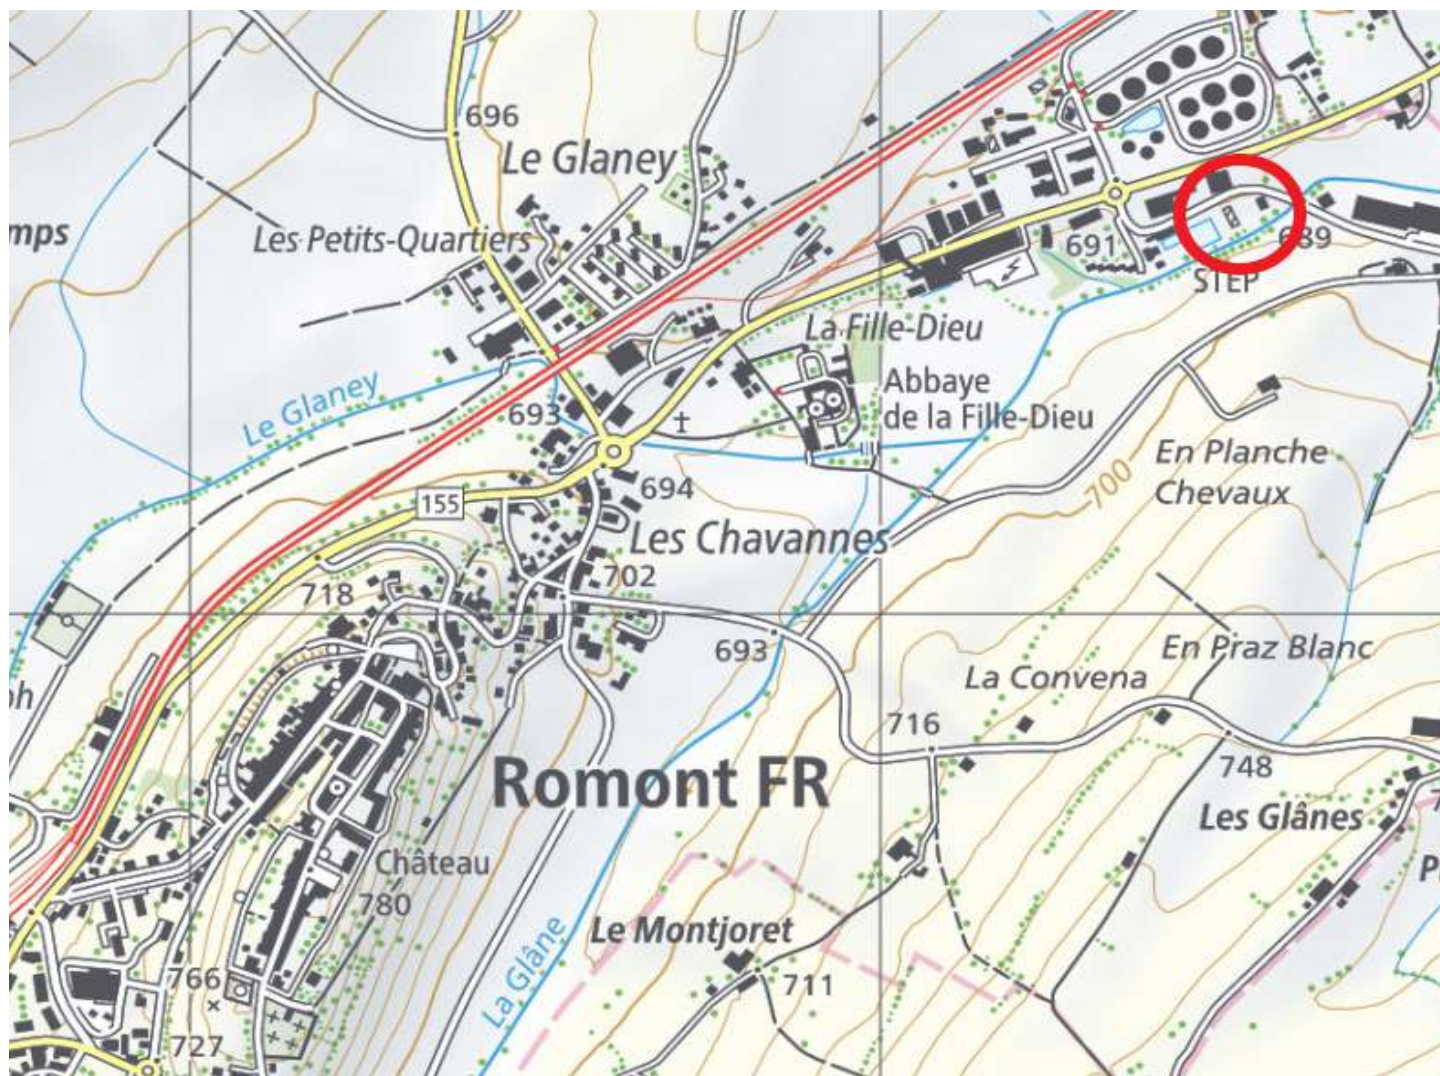 696
Le Glaney
mps
Les Petits-Quartiers
691
689
STEP
La Fille-Dieu
Abbaye
de la Fille-Dieu
Le Glaney
693
En Planche
Chevaux
700
694
155
Les Chavannes
702
718
693
En Praz Blanc
La Convena
ph
716
Romont FR
748
Les Glânes
Château
780
Le Montjoret
La Glâne
766
711
727